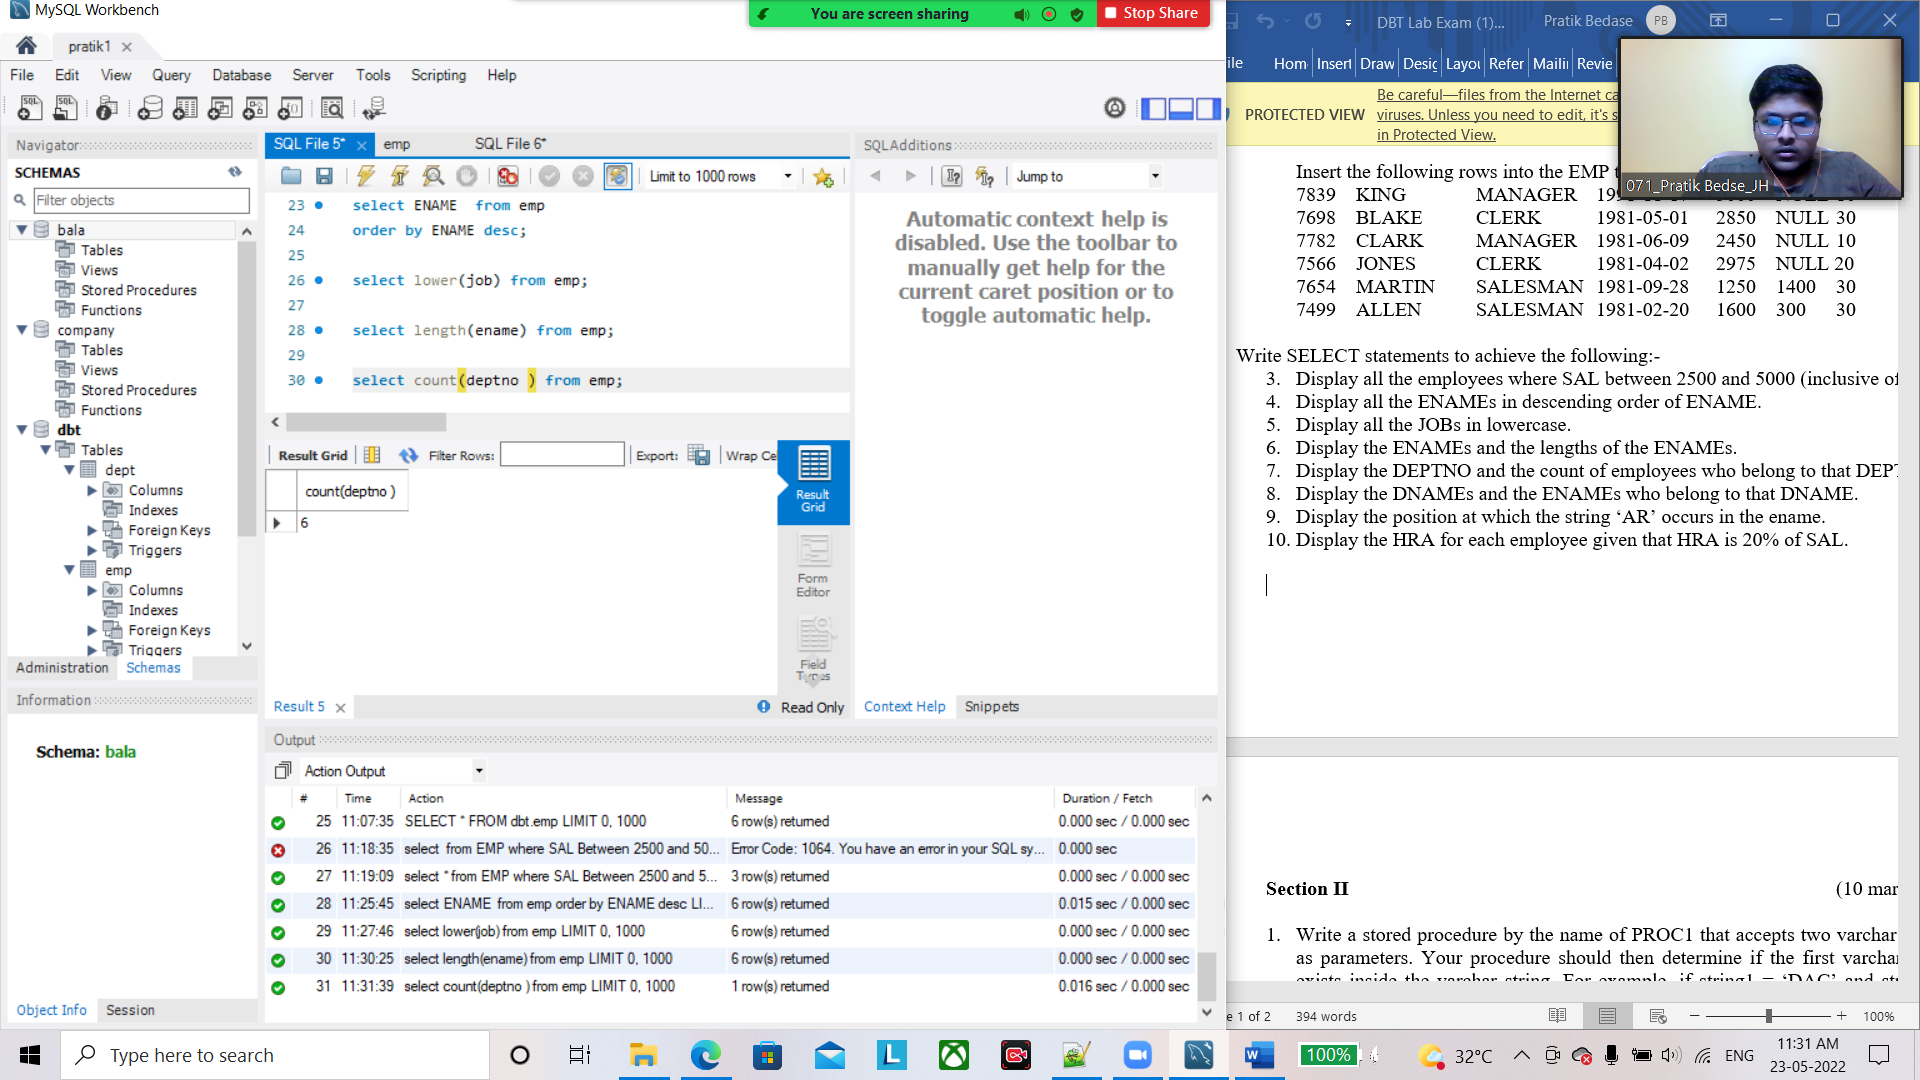 MySQL Workbench
You are screen sharing
Stop Share
pratik1
File Edit View Query Database Server Tools Scripting Help
Navigator
SCHEMAS
Filter objects
bala
Tables
Views
Stored Procedures
Functions
company
Tables
Views
Stored Procedures
Functions
dbt
Tables
dept
Columns
Indexes
Foreign Keys
Triggers
emp
Columns
Indexes
Foreign Keys
Triggers
Administration Schemas
Information
Schema: bala
Object Info Session
SQL File 5* emp SQL File 6*
Limit to 1000 rows
23 select ENAME from emp
24 order by ENAME desc;
25
26 select lower(job) from emp;
27
28 select length(ename) from emp;
29
30 select count(deptno ) from emp;
Result Grid Filter Rows: Export: Wrap Cel
count(deptno )
6
Result Grid
Form Editor
Field Types
Result 5 Read Only
SQLAdditions
Jump to
Automatic context help is
disabled. Use the toolbar to
manually get help for the
current caret position or to
toggle automatic help.
Context Help Snippets
Output
Action Output
# Time Action Message Duration / Fetch
25 11:07:35 SELECT * FROM dbt.emp LIMIT 0, 1000 6 row(s) returned 0.000 sec / 0.000 sec
26 11:18:35 select from EMP where SAL Between 2500 and 50... Error Code: 1064. You have an error in your SQL sy... 0.000 sec
27 11:19:09 select * from EMP where SAL Between 2500 and 5... 3 row(s) returned 0.000 sec / 0.000 sec
28 11:25:45 select ENAME from emp order by ENAME desc LI... 6 row(s) returned 0.015 sec / 0.000 sec
29 11:27:46 select lower(job) from emp LIMIT 0, 1000 6 row(s) returned 0.000 sec / 0.000 sec
30 11:30:25 select length(ename) from emp LIMIT 0, 1000 6 row(s) returned 0.000 sec / 0.000 sec
31 11:31:39 select count(deptno ) from emp LIMIT 0, 1000 1 row(s) returned 0.016 sec / 0.000 sec
DBT Lab Exam (1)... Pratik Bedase PB
ile Hom Insert Draw Desig Layou Refer Mailin Revie
PROTECTED VIEW
Be careful—files from the Internet ca
viruses. Unless you need to edit, it's s
in Protected View.
071_Pratik Bedse_JH
Insert the following rows into the EMP t
7839 KING MANAGER
7698 BLAKE CLERK 1981-05-01 2850 NULL 30
7782 CLARK MANAGER 1981-06-09 2450 NULL 10
7566 JONES CLERK 1981-04-02 2975 NULL 20
7654 MARTIN SALESMAN 1981-09-28 1250 1400 30
7499 ALLEN SALESMAN 1981-02-20 1600 300 30
Write SELECT statements to achieve the following:-
3. Display all the employees where SAL between 2500 and 5000 (inclusive of
4. Display all the ENAMEs in descending order of ENAME.
5. Display all the JOBs in lowercase.
6. Display the ENAMEs and the lengths of the ENAMEs.
7. Display the DEPTNO and the count of employees who belong to that DEPT
8. Display the DNAMEs and the ENAMEs who belong to that DNAME.
9. Display the position at which the string ‘AR’ occurs in the ename.
10. Display the HRA for each employee given that HRA is 20% of SAL.
Section II (10 mar
1. Write a stored procedure by the name of PROC1 that accepts two varchar
as parameters. Your procedure should then determine if the first varchar
exists inside the varchar string. For example, if string1 = ‘DAC’ and
e 1 of 2 394 words 100%
Type here to search
100% 32°C ENG 11:31 AM
23-05-2022